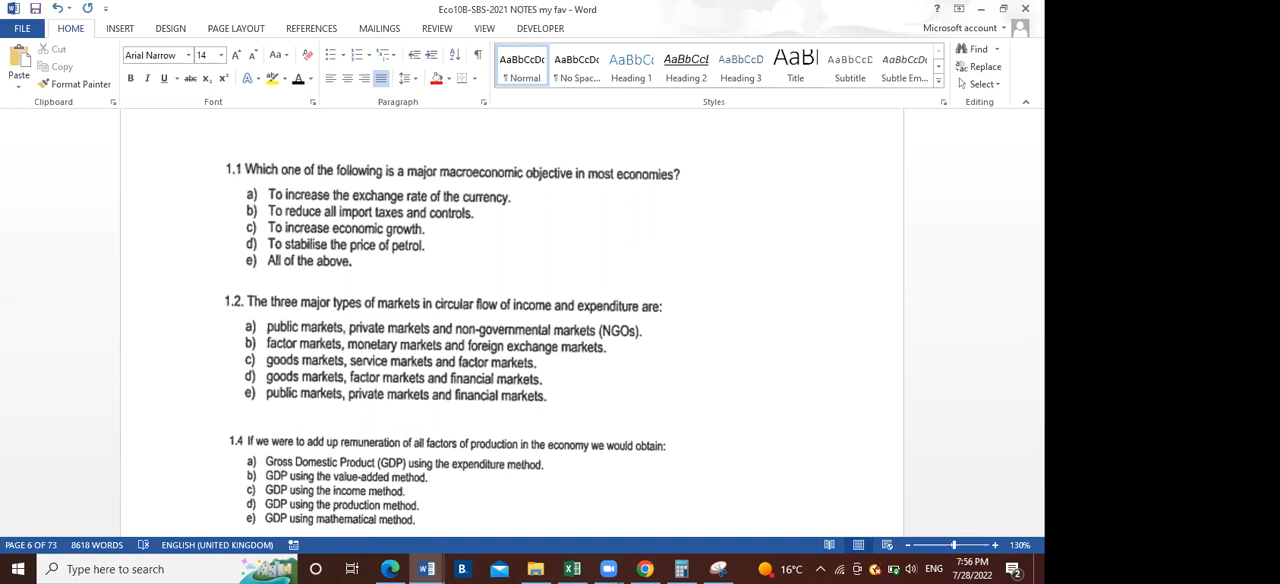 Eco10B-SBS-2021 NOTES my fav - Word
FILE HOME INSERT DESIGN PAGE LAYOUT REFERENCES MAILINGS REVIEW VIEW DEVELOPER Microsoft account
Paste Cut Copy Format Painter Clipboard
Arial Narrow 14 Font
Paragraph
AaBbCcDc ¶ Normal
AaBbCcDc ¶ No Spac...
AaBbCc Heading 1
AaBbCcI Heading 2
AaBbCcD Heading 3
AaBl Title
AaBbCcD Subtitle
AaBbCcDc Subtle Em...
Styles
Find
Replace
Select
Editing
1.1 Which one of the following is a major macroeconomic objective in most economies?
a) To increase the exchange rate of the currency.
b) To reduce all import taxes and controls.
c) To increase economic growth.
d) To stabilise the price of petrol.
e) All of the above.
1.2. The three major types of markets in circular flow of income and expenditure are:
a) public markets, private markets and non-governmental markets (NGOs).
b) factor markets, monetary markets and foreign exchange markets.
c) goods markets, service markets and factor markets.
d) goods markets, factor markets and financial markets.
e) public markets, private markets and financial markets.
1.4 If we were to add up remuneration of all factors of production in the economy we would obtain:
a) Gross Domestic Product (GDP) using the expenditure method.
b) GDP using the value-added method.
c) GDP using the income method.
d) GDP using the production method.
e) GDP using mathematical method.
PAGE 6 OF 73 8618 WORDS ENGLISH (UNITED KINGDOM) 130%
Type here to search 16°C ENG 7:56 PM
7/28/2022